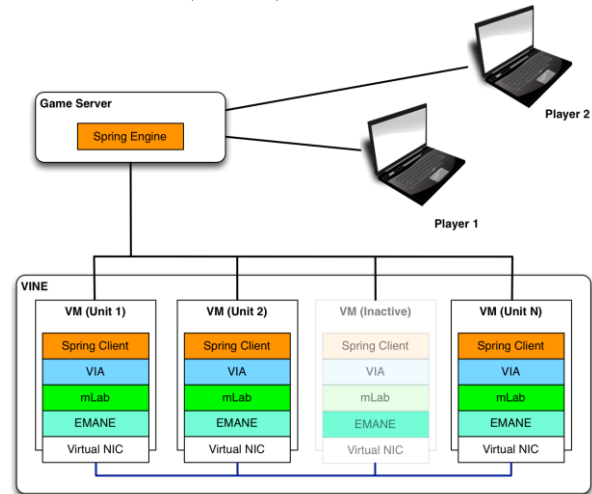 Player 2
Game Server
Spring Engine
Player 1
VINE
VM (Unit 1)
VM (Unit 2)
VM (Inactive)
VM (Unit N)
Spring Client
Spring Client
Spring Client
Spring Client
VIA
VIA
VIA
VIA
mLab
mLab
mLab
mLab
EMANE
EMANE
EMANE
EMANE
Virtual NIC
Virtual NIC
Virtual NIC
Virtual NIC